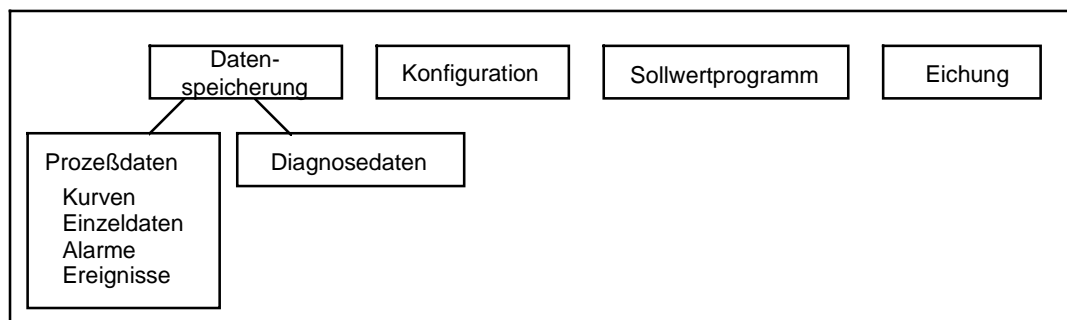 Daten-
speicherung
Konfiguration
Sollwertprogramm
Eichung
Prozeßdaten
Kurven
Einzeldaten
Alarme
Ereignisse
Diagnosedaten